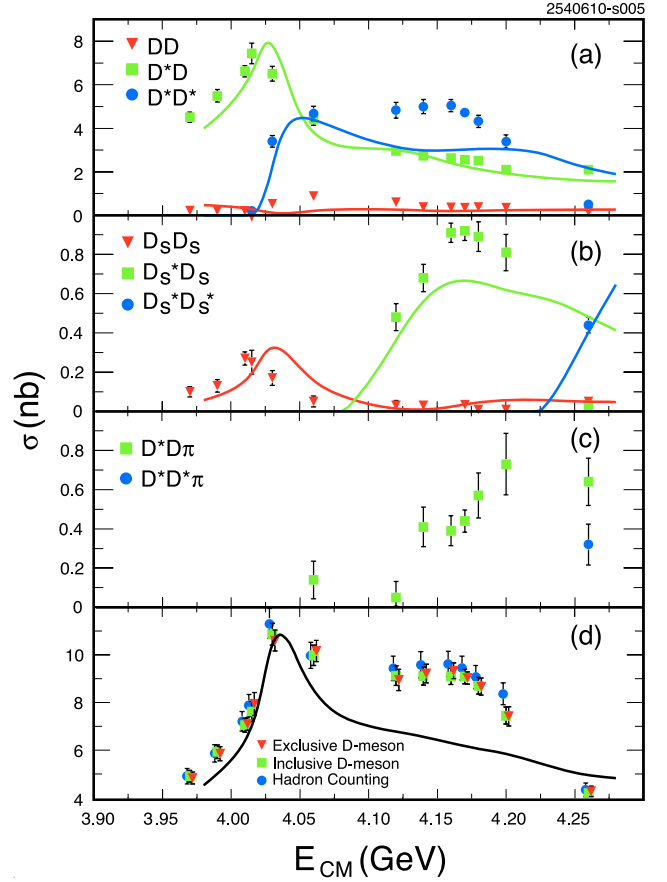 2540610-s005
(a)
DD
D*D
D*D*
8
6
4
2
0
(b)
DsDs
Ds*Ds
Ds*Ds*
0.8
0.6
0.4
0.2
0
σ (nb)
(c)
D*Dπ
D*D*π
0.8
0.6
0.4
0.2
0
(d)
10
8
6
4
Exclusive D-meson
Inclusive D-meson
Hadron Counting
3.90 3.95 4.00 4.05 4.10 4.15 4.20 4.25
ECM (GeV)